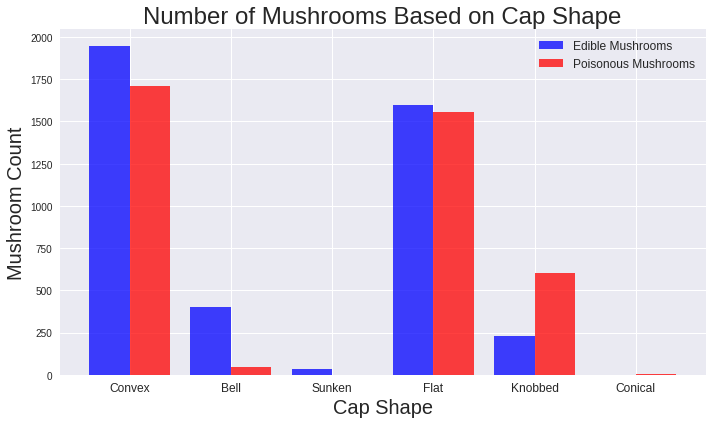 Number of Mushrooms Based on Cap Shape
Edible Mushrooms
Poisonous Mushrooms
2000
1750
1500
1250
1000
750
500
250
0
Mushroom Count
Convex Bell Sunken Flat Knobbed Conical
Cap Shape